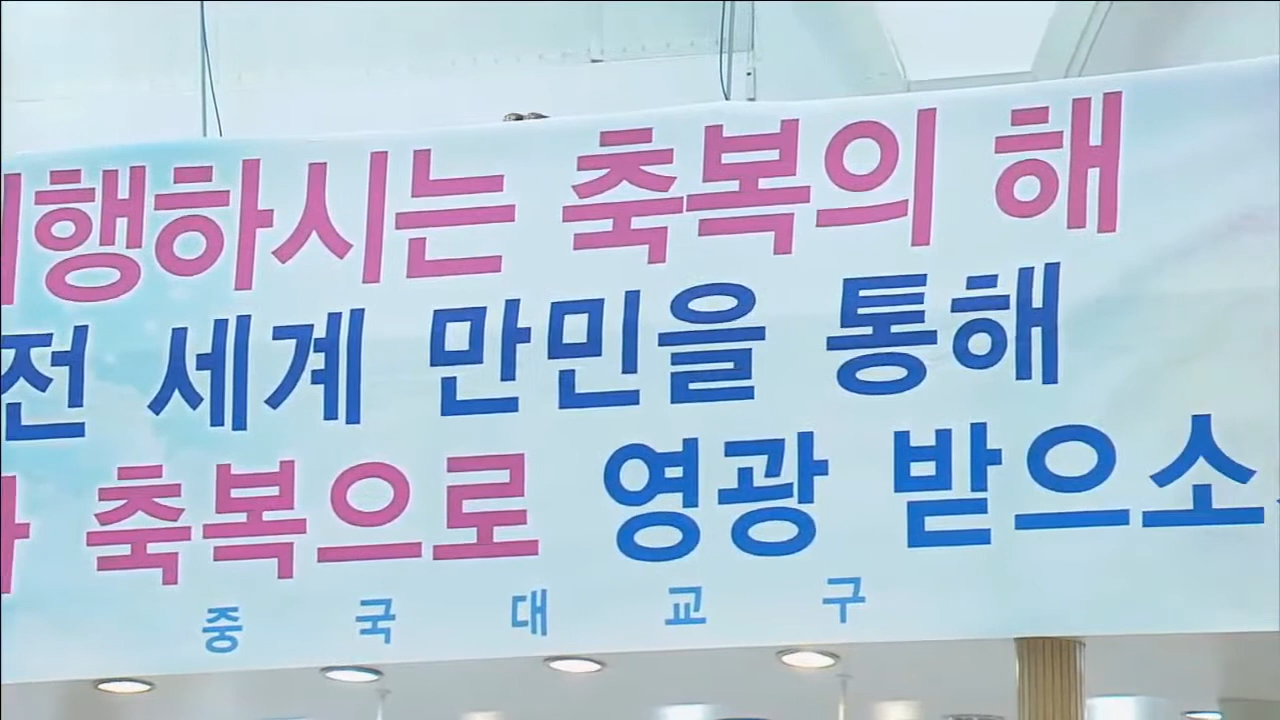 행하시는 축복의 해
전 세계 만민을 통해
축복으로 영광 받으소
중국대교구